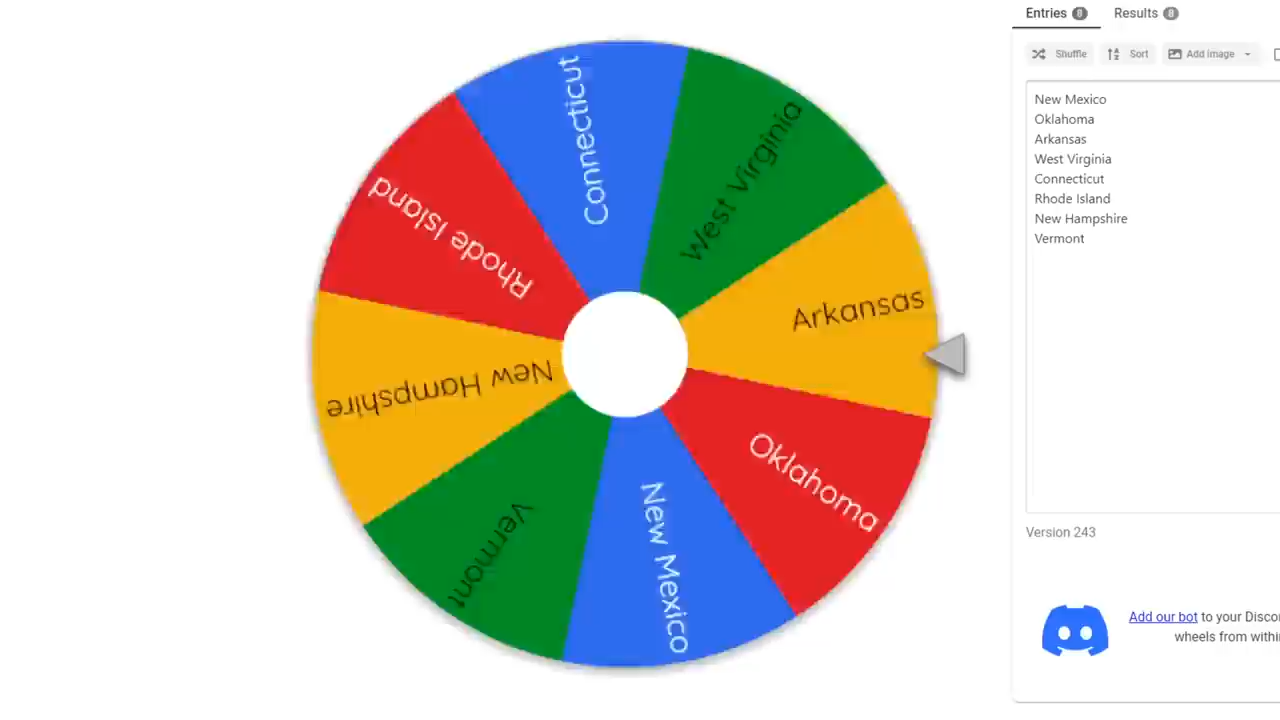 Entries 8 Results 8
Shuffle Sort Add image
New Mexico
Oklahoma
Arkansas
West Virginia
Connecticut
Rhode Island
New Hampshire
Vermont
Version 243
Add our bot to your Disco
wheels from withi
Connecticut
West Virginia
Arkansas
Oklahoma
New Mexico
Vermont
New Hampshire
Rhode Island